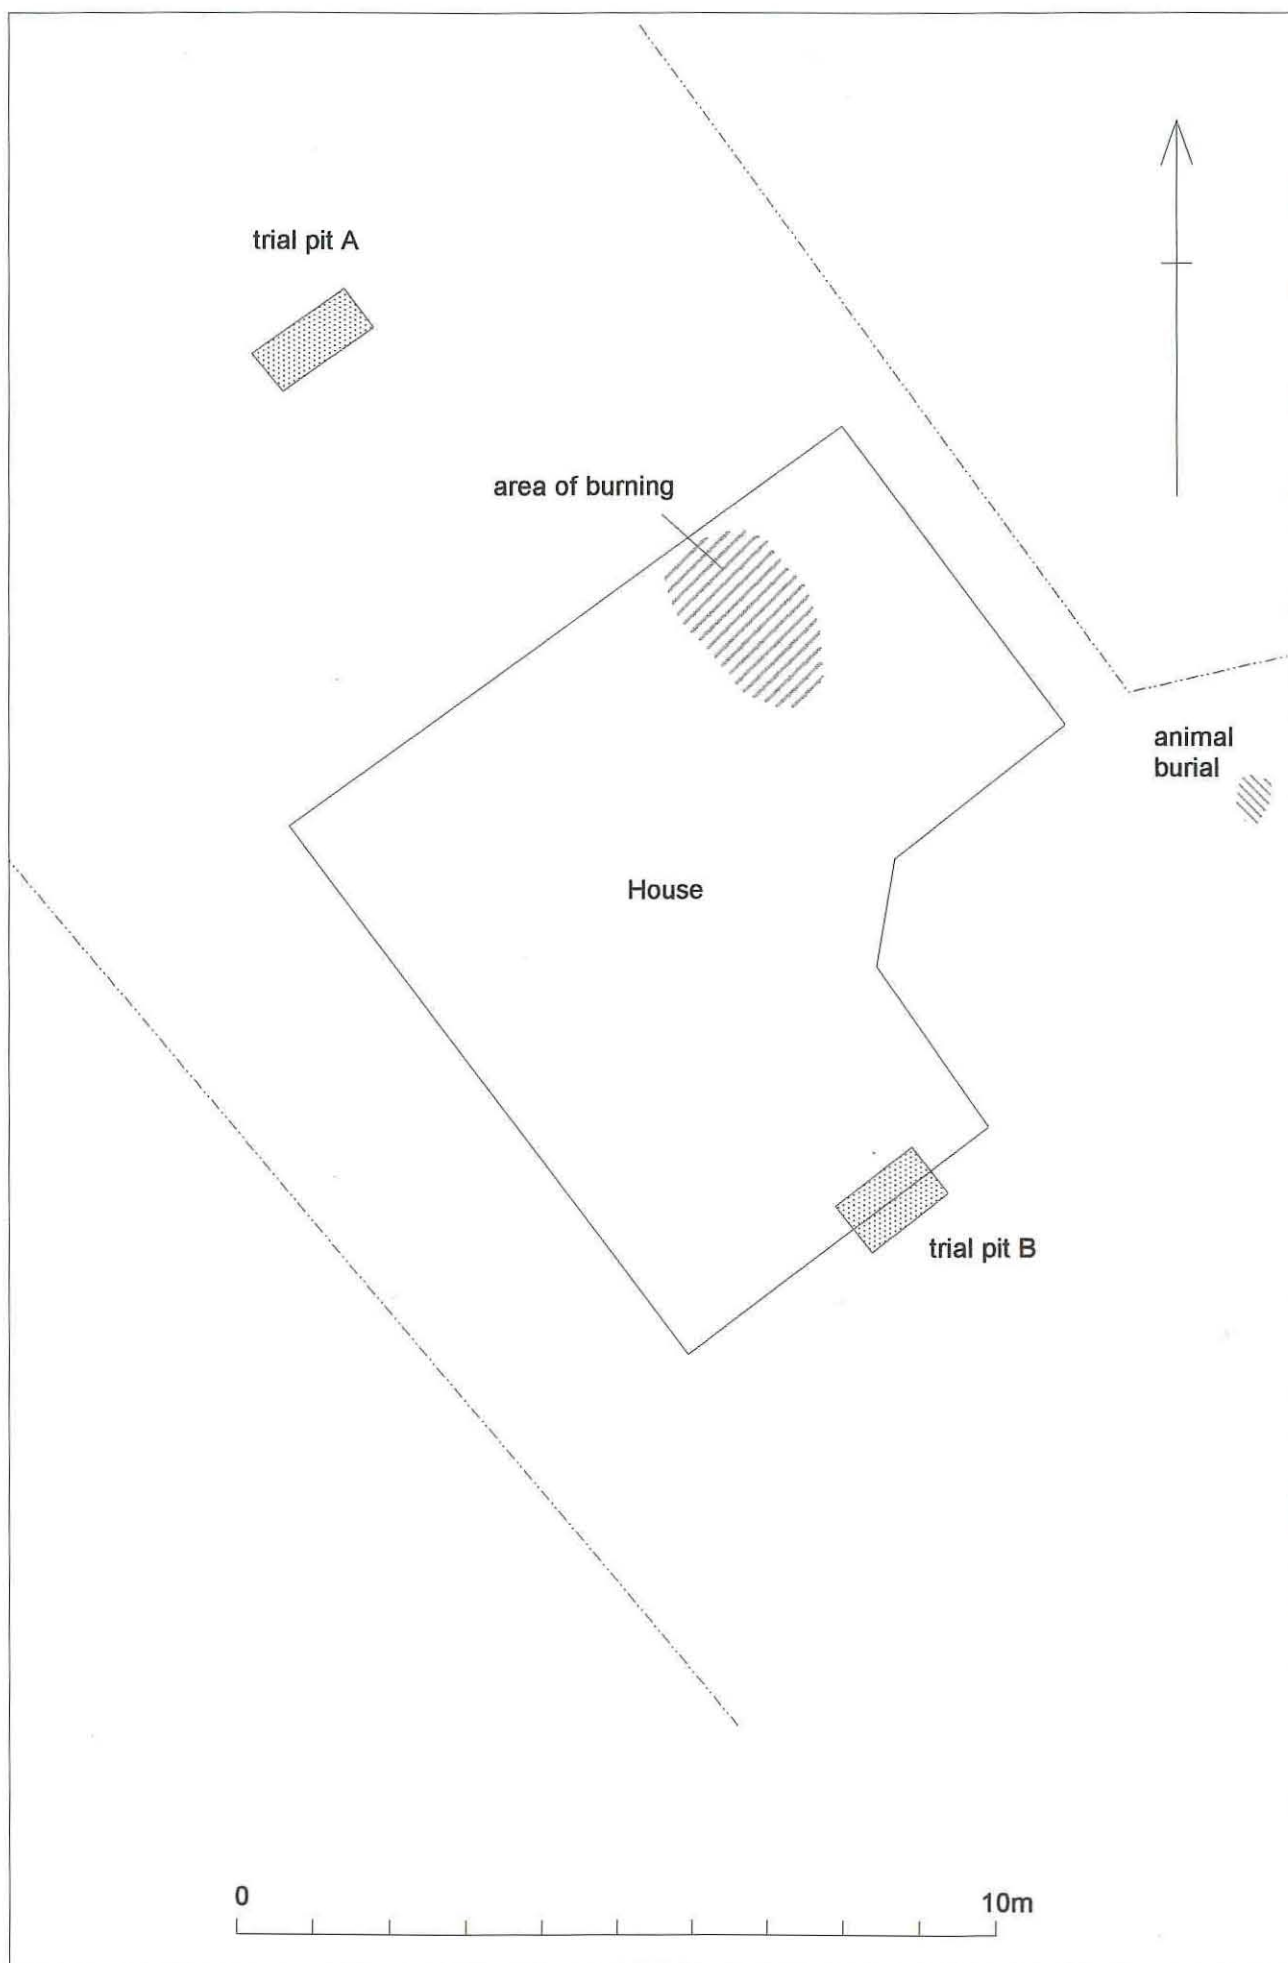 trial pit A
area of burning
animal
burial
House
trial pit B
0
10m